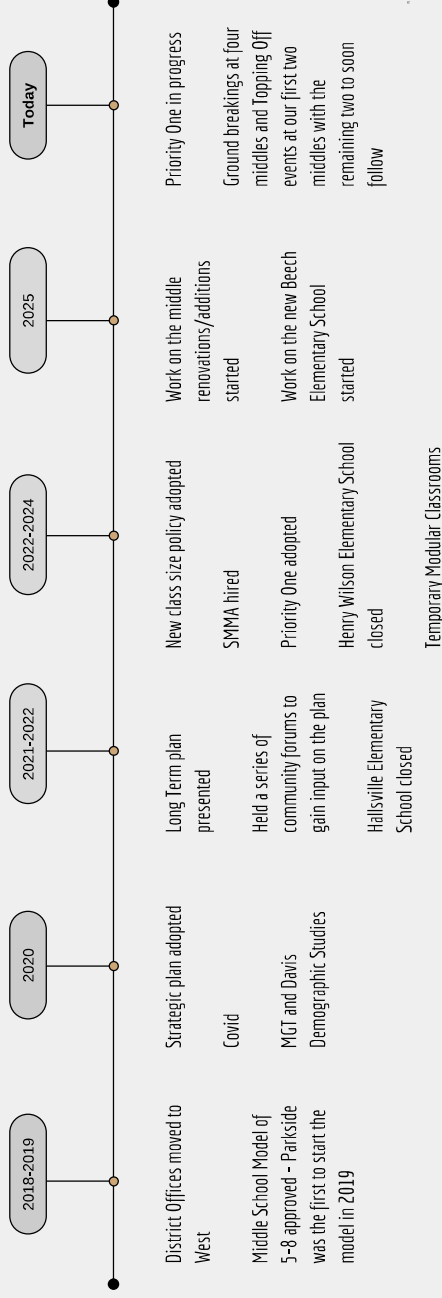 2018-2019
District Offices moved to
West
Middle School Model of
5-8 approved - Parkside
was the first to start the
model in 2019
2020
Strategic plan adopted
Covid
MGT and Davis
Demographic Studies
2021-2022
Long Term plan
presented
Held a series of
community forums to
gain input on the plan
Hallsville Elementary
School closed
2022-2024
New class size policy adopted
SMMA hired
Priority One adopted
Henry Wilson Elementary School
closed
Temporary Modular Classrooms
2025
Work on the middle
renovations/additions
started
Work on the new Beech
Elementary School
started
Today
Priority One in progress
Ground breakings at four
middles and Topping Off
events at our first two
middles with the
remaining two to soon
follow